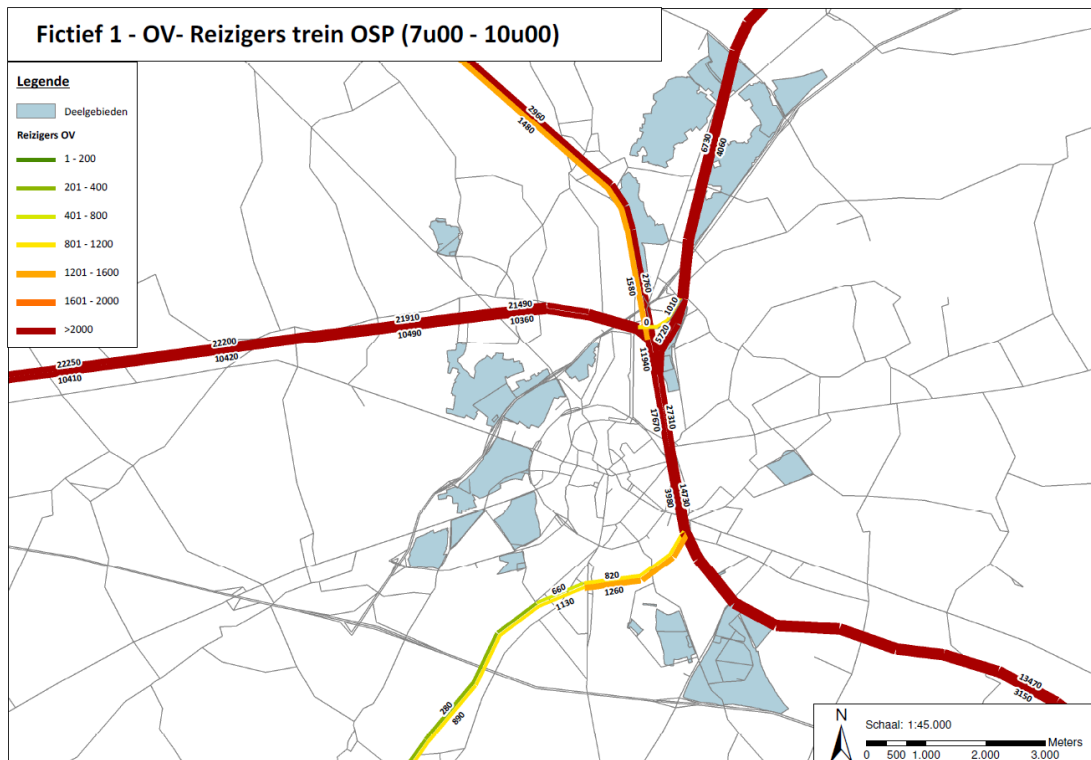 Fictief 1 - OV- Reizigers trein OSP (7u00 - 10u00)
Legende
Deelgebieden
Reizigers OV
1 - 200
201 - 400
401 - 800
801 - 1200
1201 - 1600
1601 - 2000
>2000
2960
1480
6730
4060
2760
1580
1010
0
5720
11940
21490
10360
21910
10490
22200
10420
22250
10410
27310
17670
14730
3980
820
1260
660
1130
280
890
13470
3150
N
Schaal: 1:45.000
Meters
0 500 1.000 2.000 3.000